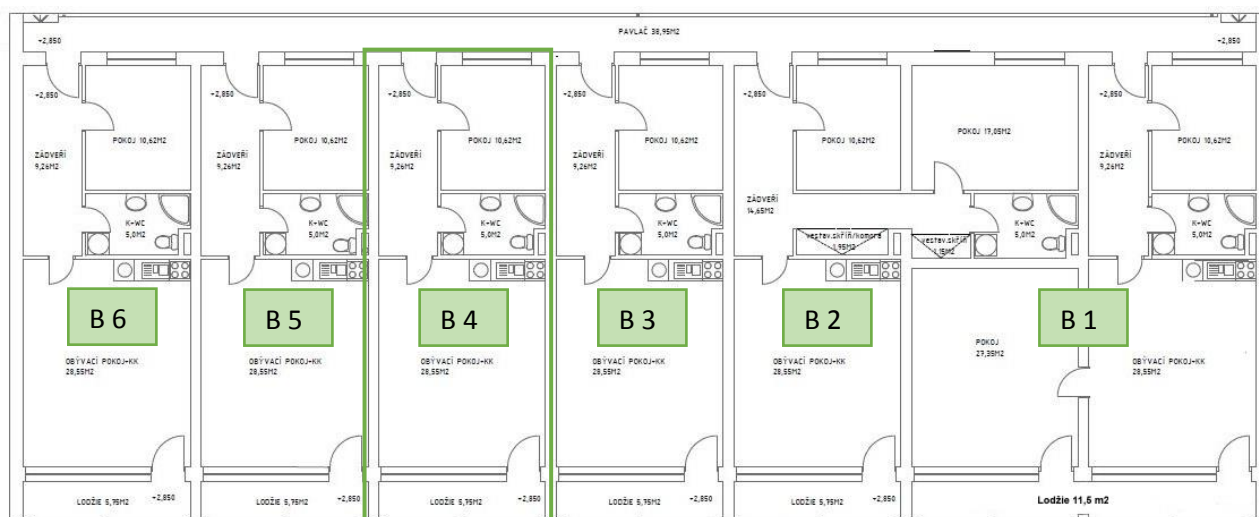 PAVLAČ 38,95M2
-2,850
-2,850
-2,850
-2,850
-2,850
-2,850
-2,850
-2,850
POKOJ 10,62M2
POKOJ 10,62M2
POKOJ 10,62M2
POKOJ 10,62M2
POKOJ 10,62M2
POKOJ 17,05M2
POKOJ 10,62M2
ZÁDVEŘÍ
9,26M2
ZÁDVEŘÍ
9,26M2
ZÁDVEŘÍ
9,26M2
ZÁDVEŘÍ
9,26M2
ZÁDVEŘÍ
14,65M2
ZÁDVEŘÍ
9,26M2
K+WC
5,0M2
K+WC
5,0M2
K+WC
5,0M2
K+WC
5,0M2
K+WC
5,0M2
K+WC
5,0M2
vestav.skříň/komora
1,95M2
vestav.skříň
1,15M2
B 6
B 5
B 4
B 3
B 2
B 1
OBÝVACÍ POKOJ+KK
28,55M2
OBÝVACÍ POKOJ+KK
28,55M2
OBÝVACÍ POKOJ+KK
28,55M2
OBÝVACÍ POKOJ+KK
28,55M2
OBÝVACÍ POKOJ+KK
28,55M2
POKOJ
27,35M2
OBÝVACÍ POKOJ+KK
28,55M2
LODŽIE 5,75M2
-2,850
LODŽIE 5,75M2
-2,850
LODŽIE 5,75M2
-2,850
LODŽIE 5,75M2
-2,850
LODŽIE 5,75M2
-2,850
Lodžie 11,5 m2